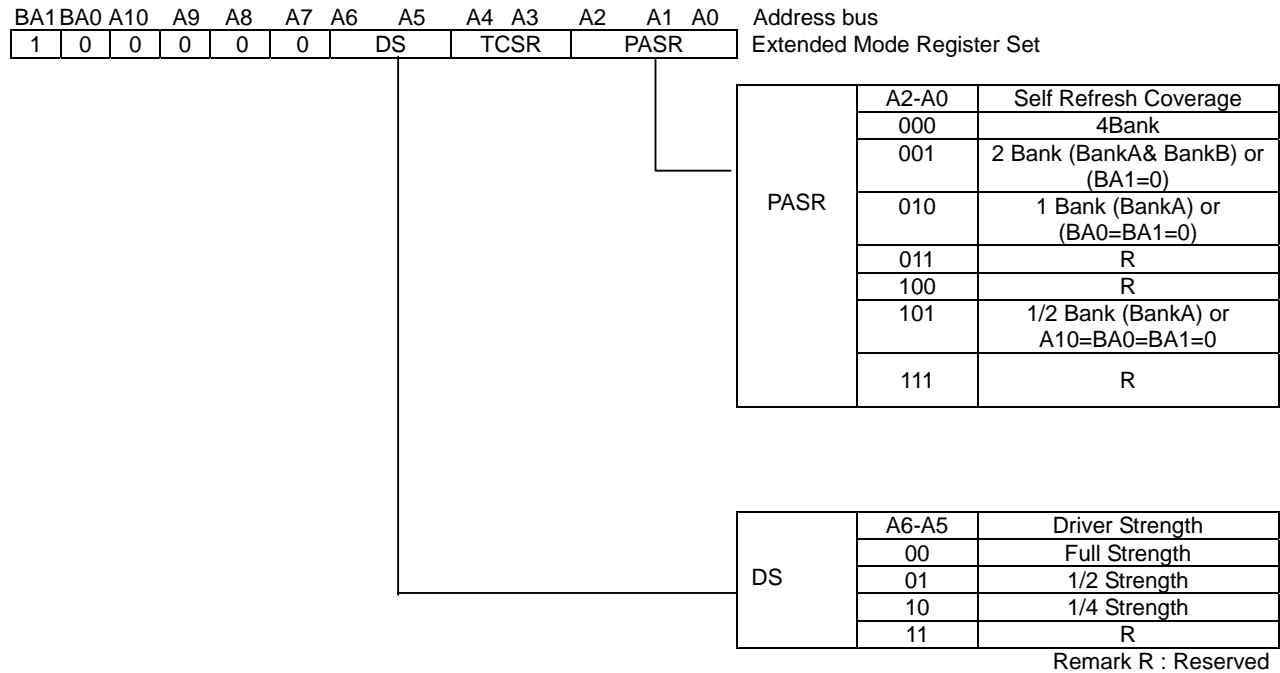 BA1 BA0 A10 A9 A8 A7 A6 A5 A4 A3 A2 A1 A0 Address bus
1 0 0 0 0 0 DS TCSR PASR Extended Mode Register Set
PASR
A2-A0 Self Refresh Coverage
000 4Bank
001 2 Bank (BankA& BankB) or
(BA1=0)
010 1 Bank (BankA) or
(BA0=BA1=0)
011 R
100 R
101 1/2 Bank (BankA) or
A10=BA0=BA1=0
111 R
DS
A6-A5 Driver Strength
00 Full Strength
01 1/2 Strength
10 1/4 Strength
11 R
Remark R : Reserved